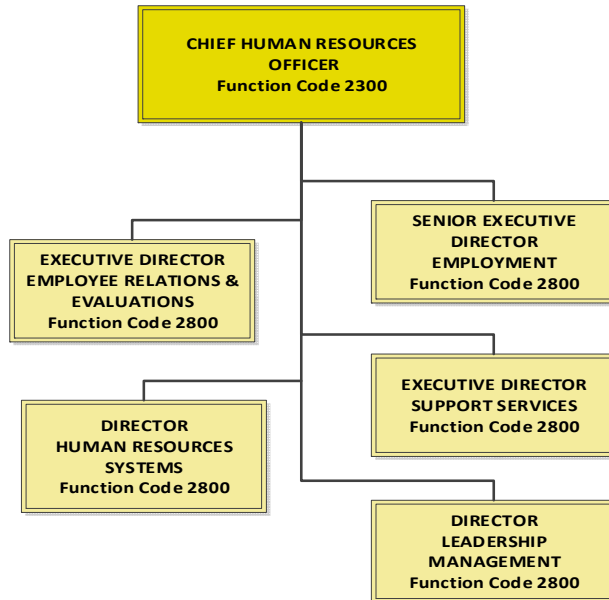 CHIEF HUMAN RESOURCES
OFFICER
Function Code 2300
SENIOR EXECUTIVE
DIRECTOR
EMPLOYMENT
Function Code 2800
EXECUTIVE DIRECTOR
EMPLOYEE RELATIONS &
EVALUATIONS
Function Code 2800
EXECUTIVE DIRECTOR
SUPPORT SERVICES
Function Code 2800
DIRECTOR
HUMAN RESOURCES
SYSTEMS
Function Code 2800
DIRECTOR
LEADERSHIP
MANAGEMENT
Function Code 2800